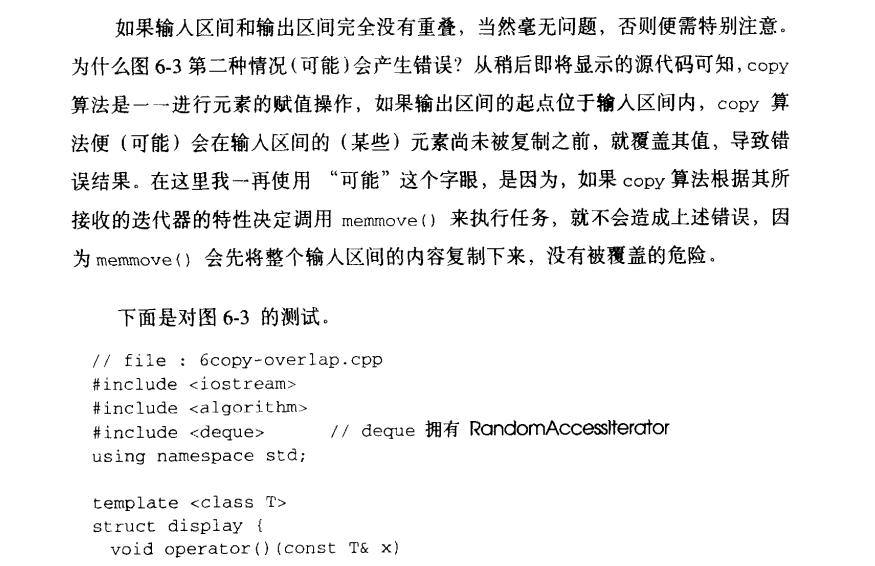 如果输入区间和输出区间完全没有重叠，当然毫无问题，否则便需特别注意。
为什么图 6-3 第二种情况(可能)会产生错误？从稍后即将显示的源代码可知，copy
算法是一一进行元素的赋值操作，如果输出区间的起点位于输入区间内，copy 算
法便（可能）会在输入区间的（某些）元素尚未被复制之前，就覆盖其值，导致错
误结果。在这里我一再使用 “可能”这个字眼，是因为，如果 copy 算法根据其所
接收的迭代器的特性决定调用 memmove() 来执行任务，就不会造成上述错误，因
为 memmove() 会先将整个输入区间的内容复制下来，没有被覆盖的危险。
下面是对图 6-3 的测试。
// file : 6copy-overlap.cpp
#include <iostream>
#include <algorithm>
#include <deque> // deque 拥有 RandomAccessIterator
using namespace std;
template <class T>
struct display {
void operator()(const T& x)